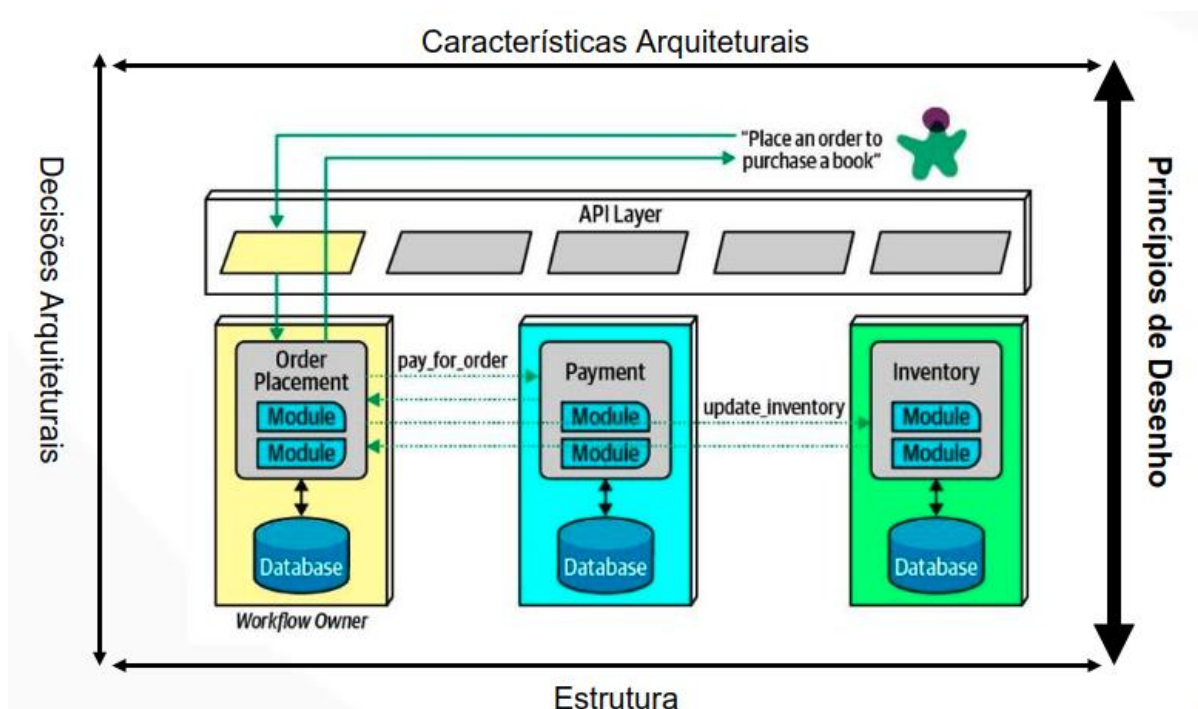 Características Arquiteturais
Decisões Arquiteturais
Princípios de Desenho
"Place an order to
purchase a book"
API Layer
Order
Placement
Module
Module
Database
Workflow Owner
pay_for_order
Payment
Module
Module
Database
update_inventory
Inventory
Module
Module
Database
Estrutura